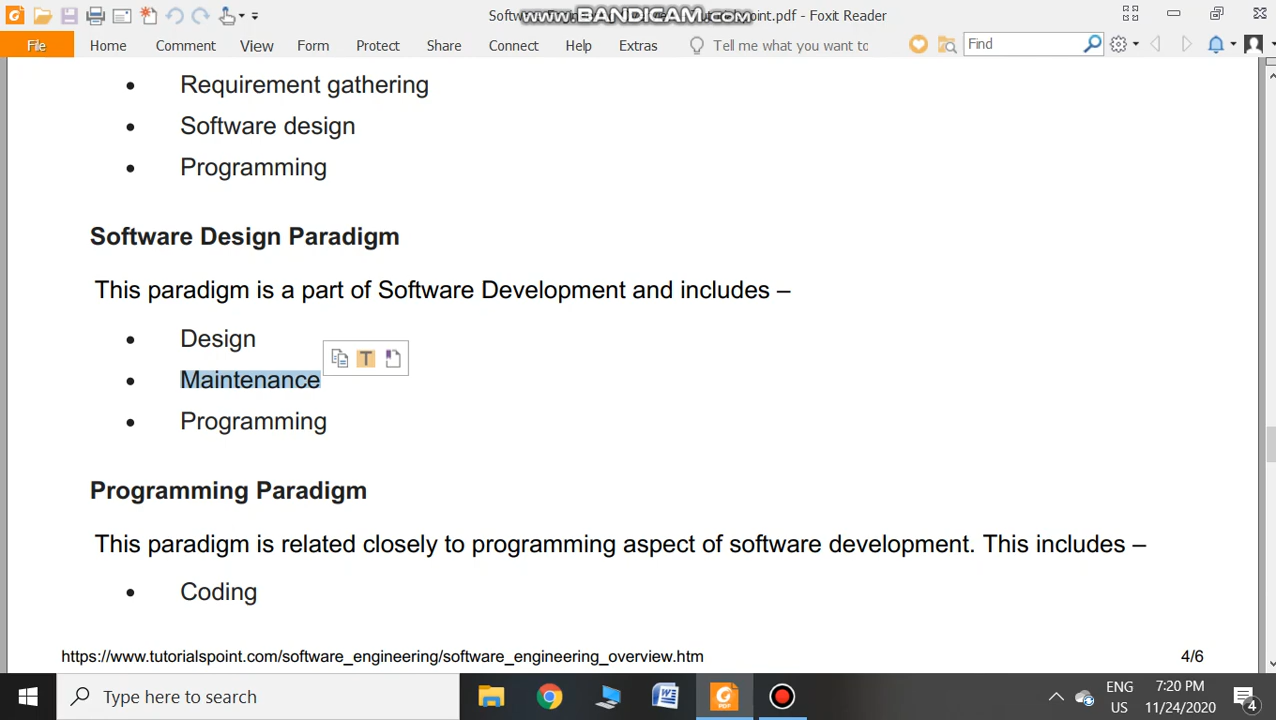 www.BANDICAM.com
Softw point.pdf - Foxit Reader
File Home Comment View Form Protect Share Connect Help Extras Tell me what you want to Find
• Requirement gathering
• Software design
• Programming
Software Design Paradigm
This paradigm is a part of Software Development and includes –
• Design
• Maintenance
• Programming
Programming Paradigm
This paradigm is related closely to programming aspect of software development. This includes –
• Coding
https://www.tutorialspoint.com/software_engineering/software_engineering_overview.htm 4/6
Type here to search
ENG
US
7:20 PM
11/24/2020
4